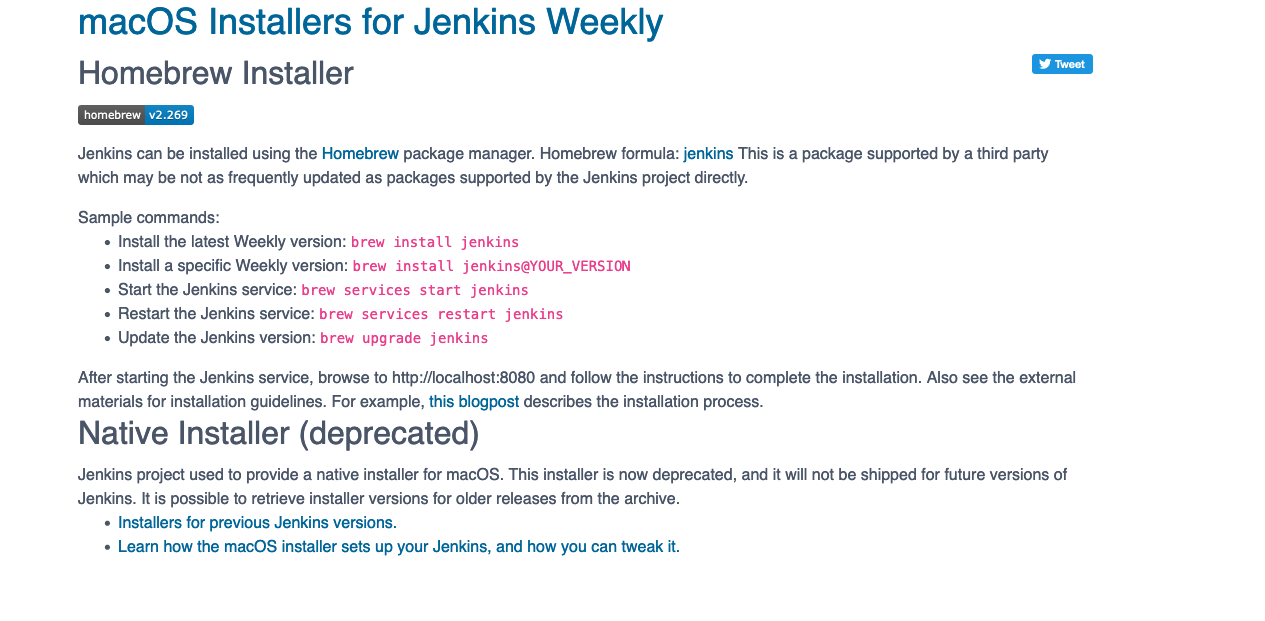 macOS Installers for Jenkins Weekly
Homebrew Installer
Tweet
homebrew v2.269
Jenkins can be installed using the Homebrew package manager. Homebrew formula: jenkins This is a package supported by a third party
which may be not as frequently updated as packages supported by the Jenkins project directly.
Sample commands:
• Install the latest Weekly version: brew install jenkins
• Install a specific Weekly version: brew install jenkins@YOUR_VERSION
• Start the Jenkins service: brew services start jenkins
• Restart the Jenkins service: brew services restart jenkins
• Update the Jenkins version: brew upgrade jenkins
After starting the Jenkins service, browse to http://localhost:8080 and follow the instructions to complete the installation. Also see the external
materials for installation guidelines. For example, this blogpost describes the installation process.
Native Installer (deprecated)
Jenkins project used to provide a native installer for macOS. This installer is now deprecated, and it will not be shipped for future versions of
Jenkins. It is possible to retrieve installer versions for older releases from the archive.
• Installers for previous Jenkins versions.
• Learn how the macOS installer sets up your Jenkins, and how you can tweak it.